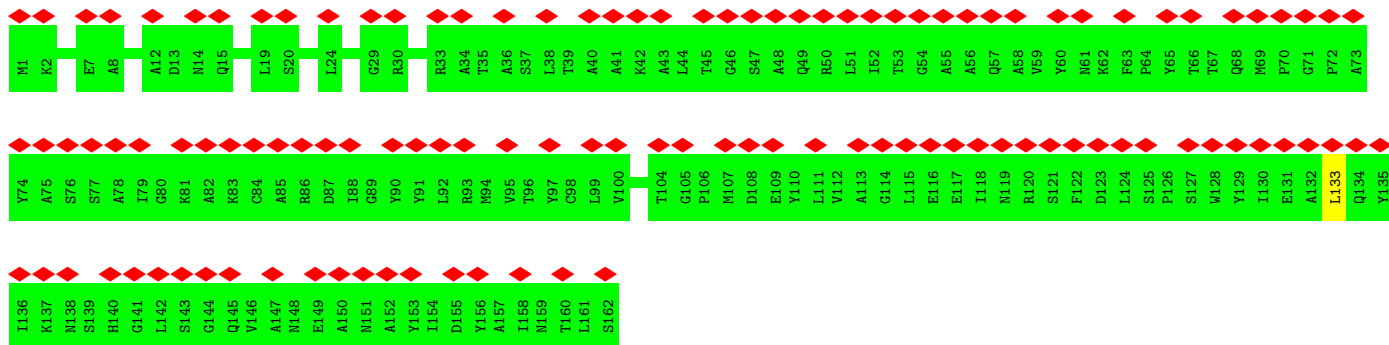 M1 K2 E7 A8 A12 D13 N14 Q15 L19 S20 L24 G29 R30 R33 A34 T35 A36 S37 L38 T39 A40 A41 K42 A43 L44 T45 G46 S47 A48 Q49 R50 L51 I52 T53 G54 A55 A56 Q57 A58 V59 Y60 N61 K62 F63 P64 Y65 T66 T67 Q68 M69 P70 G71 P72 A73
Y74 A75 S76 S77 A78 I79 G80 K81 A82 K83 C84 A85 R86 D87 I88 G89 Y90 Y91 L92 R93 M94 V95 T96 Y97 C98 L99 V100 T104 G105 P106 M107 D108 E109 Y110 L111 V112 A113 G114 L115 E116 E117 I118 N119 R120 S121 F122 D123 L124 S125 P126 S127 W128 Y129 I130 E131 A132 L133 Q134 Y135
I136 K137 N138 S139 H140 G141 L142 S143 G144 Q145 V146 A147 N148 E149 A150 N151 A152 Y153 I154 D155 Y156 A157 I158 N159 T160 L161 S162